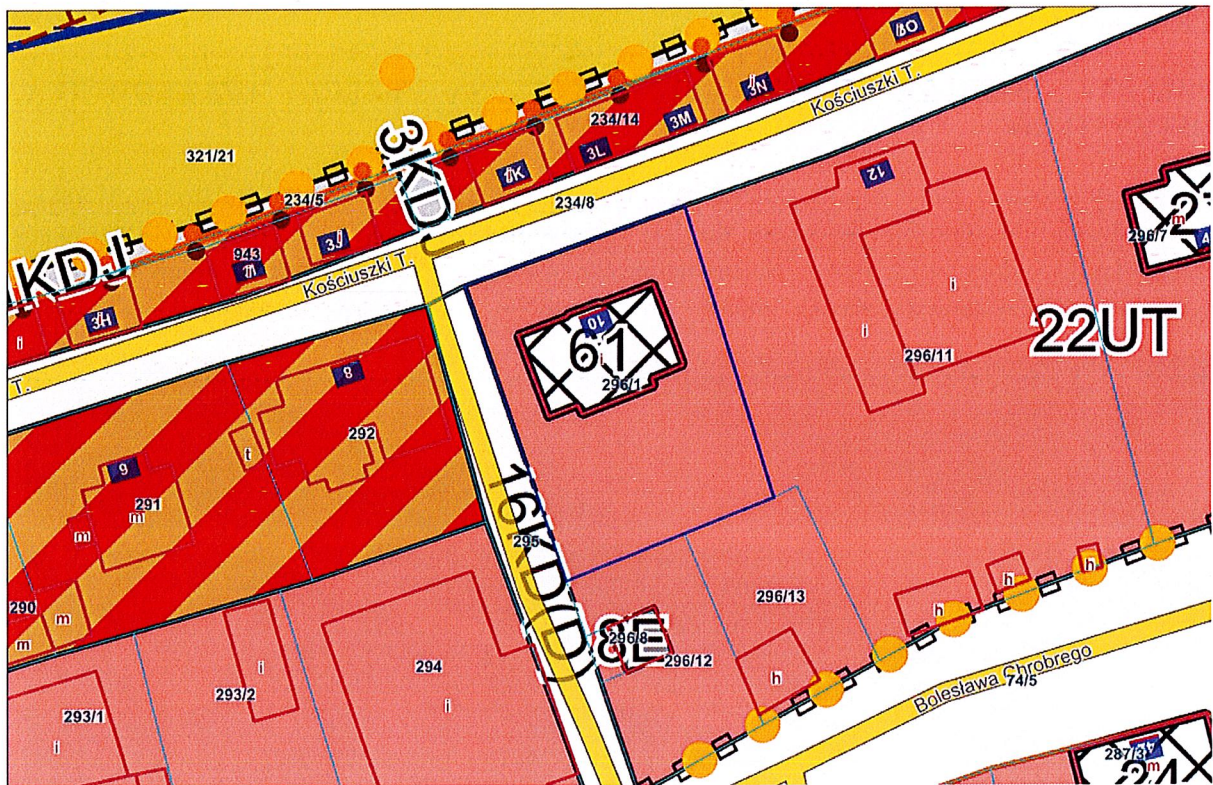 3O
Kościuszki T.
3N
3M
234/14
3L
321/21
3KDJ
234/5
234/8
3J
943
Kościuszki T.
KDJ
3H
i
12
296/7
m
22UT
i
i
296/11
10
61
296/1
T.
8
292
t
9
291
m
m
16KD(D)
295
290
m
m
h
h
h
296/13
296/8
8E
296/12
h
294
i
i
293/2
293/1
i
Bolesława Chrobrego
74/5
287/3
m
24